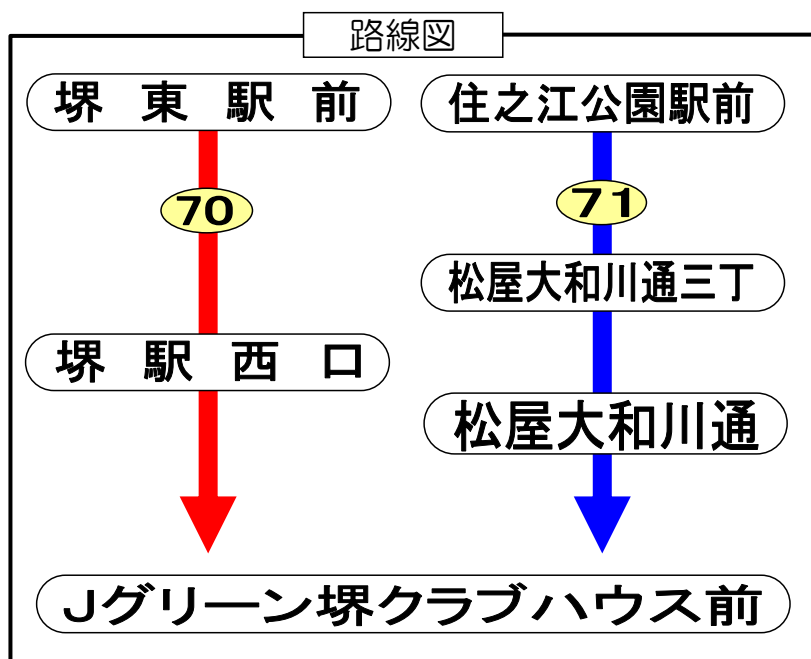 路線図
堺東駅前
住之江公園駅前
70
71
松屋大和川通三丁
堺駅西口
松屋大和川通
Jグリーン堺クラブハウス前